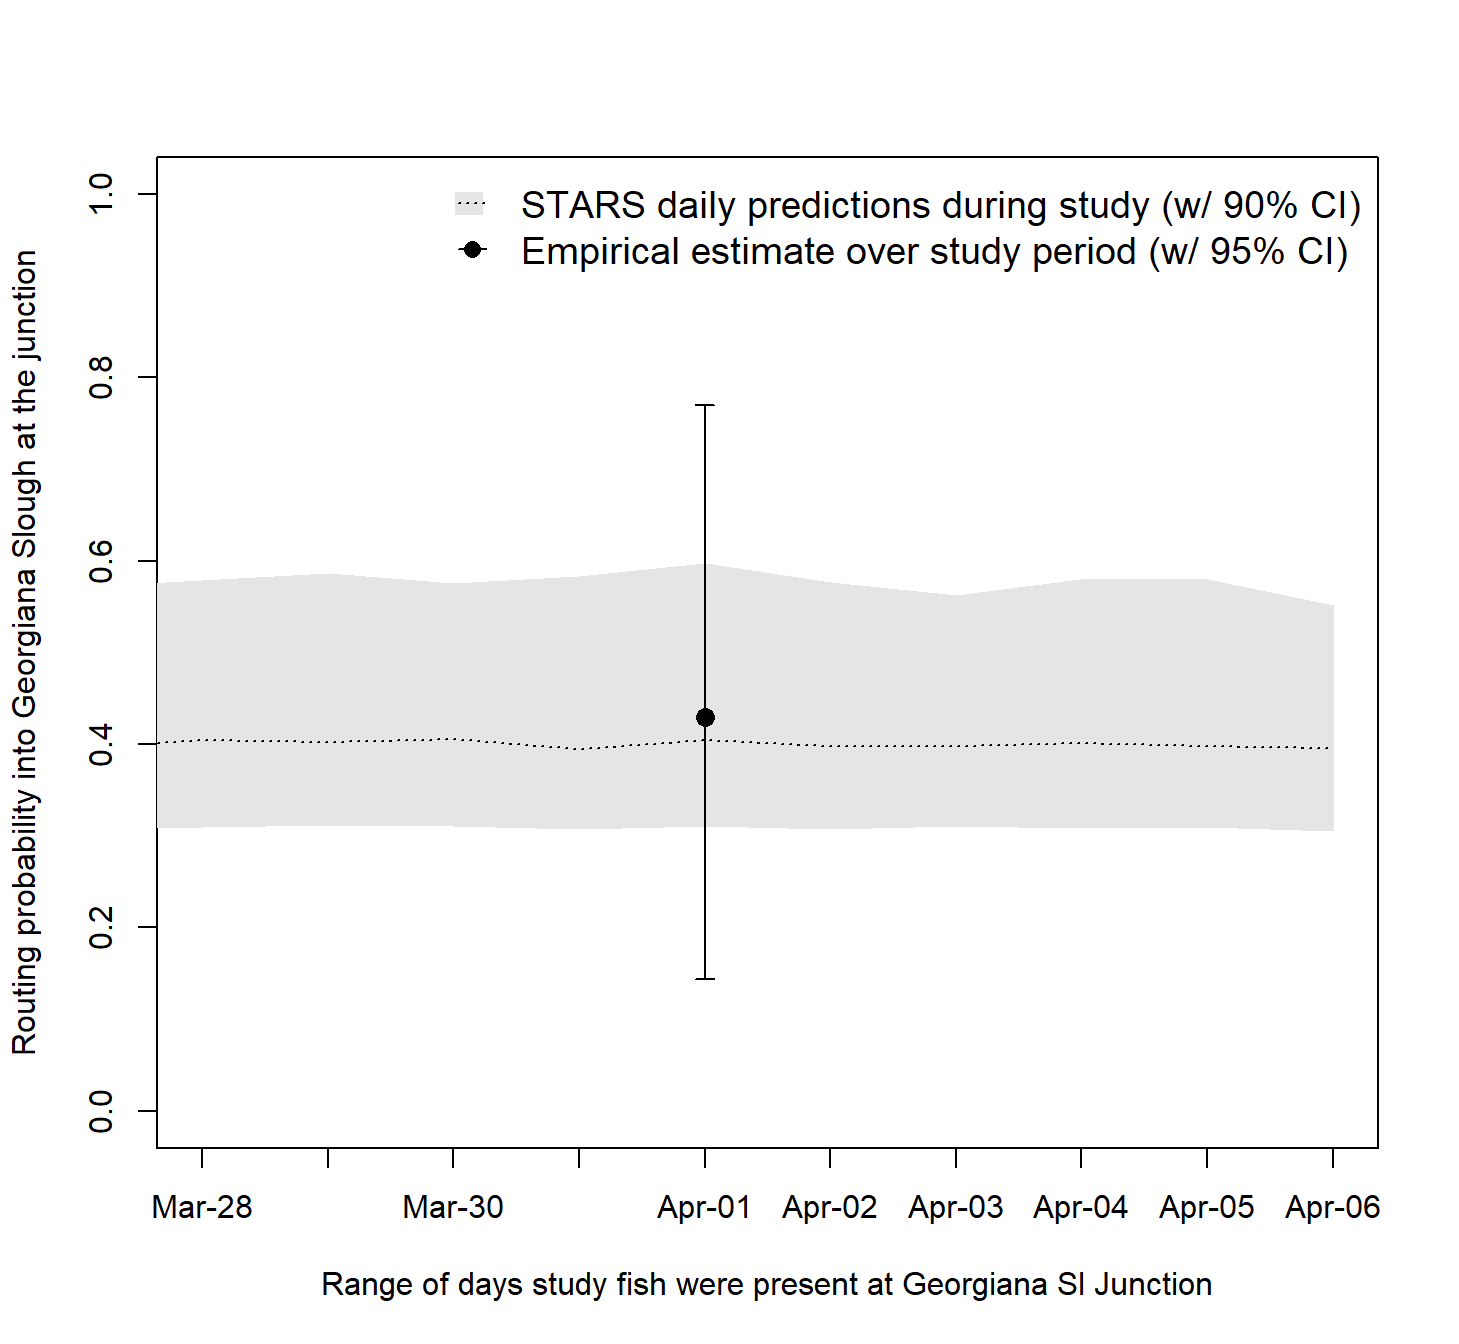 STARS daily predictions during study (w/ 90% CI)
Empirical estimate over study period (w/ 95% CI)
Routing probability into Georgiana Slough at the junction
1.0
0.8
0.6
0.4
0.2
0.0
Mar-28 Mar-30 Apr-01 Apr-02 Apr-03 Apr-04 Apr-05 Apr-06
Range of days study fish were present at Georgiana Sl Junction